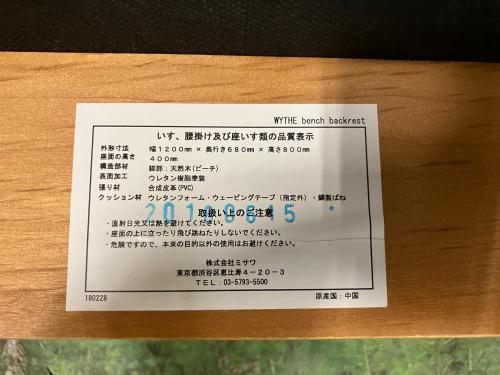 WYTHE bench backrest
いす、腰掛け及び座いす類の品質表示
外形寸法 幅1200mm × 奥行き680mm × 高さ800mm
座面の高さ 400mm
構造部材 脚部:天然木(ビーチ)
表面加工 ウレタン樹脂塗装
張り材 合成皮革(PVC)
クッション材 ウレタンフォーム・ウェービングテープ(指定外)・鋼製ばね
取扱い上のご注意
・直射日光又は熱を避けてください。
・座面の上に立ったり飛び跳ねたりしないでください。
・危険ですので、本来の目的以外の使用はお避けください。
株式会社ミサワ
東京都渋谷区恵比寿4-20-3
TEL:03-5793-5500
180228 原産国:中国